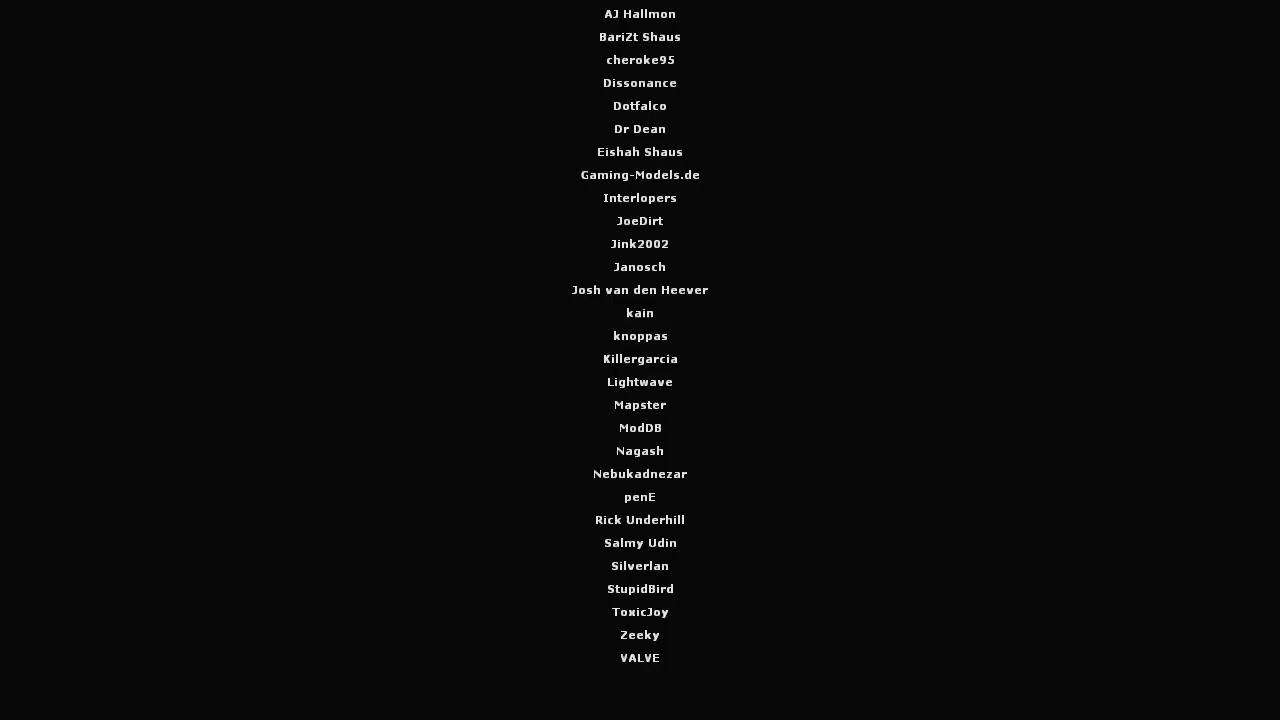 AJ Hallmon
BariZt Shaus
cheroke95
Dissonance
Dotfalco
Dr Dean
Eishah Shaus
Gaming-Models.de
Interlopers
JoeDirt
Jink2002
Janosch
Josh van den Heever
kain
knoppas
Killergarcia
Lightwave
Mapster
ModDB
Nagash
Nebukadnezar
penE
Rick Underhill
Salmy Udin
Silverlan
StupidBird
ToxicJoy
Zeeky
VALVE